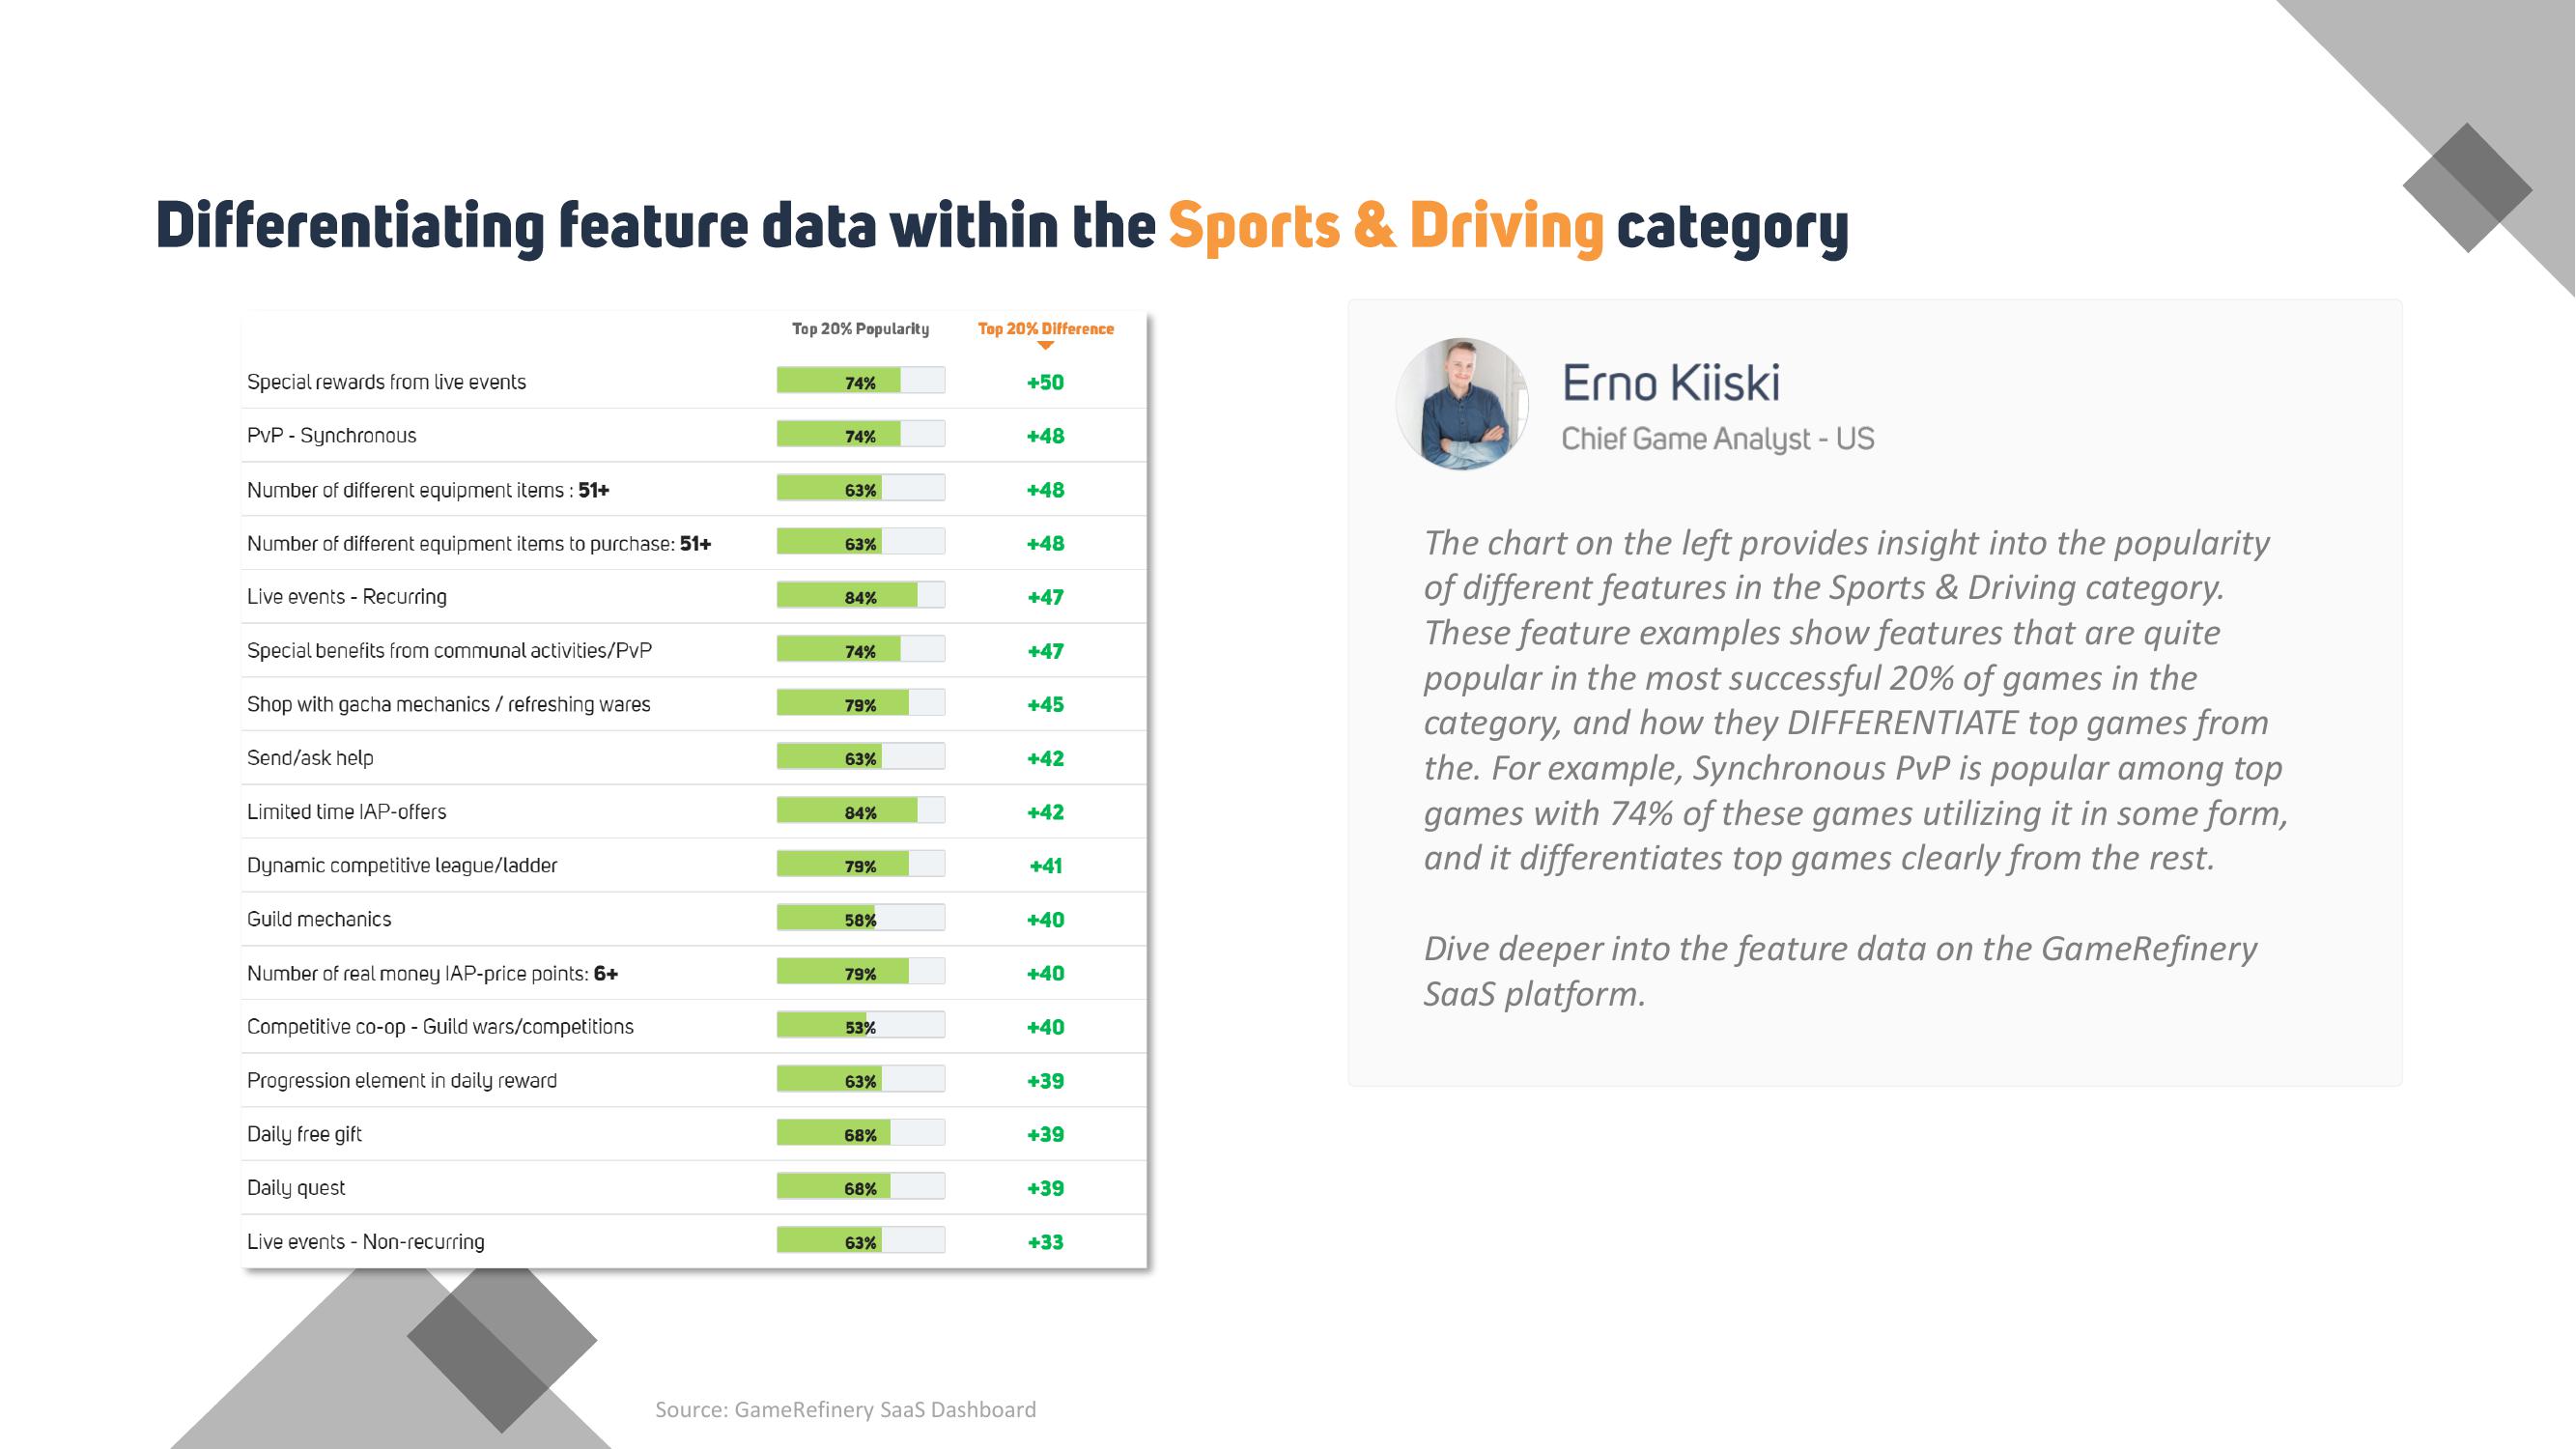 Differentiating feature data within the Sports & Driving category
Top 20% Popularity Top 20% Difference
Special rewards from live events 74% +50
PvP - Synchronous 74% +48
Number of different equipment items : 51+ 63% +48
Number of different equipment items to purchase: 51+ 63% +48
Live events - Recurring 84% +47
Special benefits from communal activities/PvP 74% +47
Shop with gacha mechanics / refreshing wares 79% +45
Send/ask help 63% +42
Limited time IAP-offers 84% +42
Dynamic competitive league/ladder 79% +41
Guild mechanics 58% +40
Number of real money IAP-price points: 6+ 79% +40
Competitive co-op - Guild wars/competitions 53% +40
Progression element in daily reward 63% +39
Daily free gift 68% +39
Daily quest 68% +39
Live events - Non-recurring 63% +33
Erno Kiiski
Chief Game Analyst - US
The chart on the left provides insight into the popularity
of different features in the Sports & Driving category.
These feature examples show features that are quite
popular in the most successful 20% of games in the
category, and how they DIFFERENTIATE top games from
the. For example, Synchronous PvP is popular among top
games with 74% of these games utilizing it in some form,
and it differentiates top games clearly from the rest.
Dive deeper into the feature data on the GameRefinery
SaaS platform.
Source: GameRefinery SaaS Dashboard